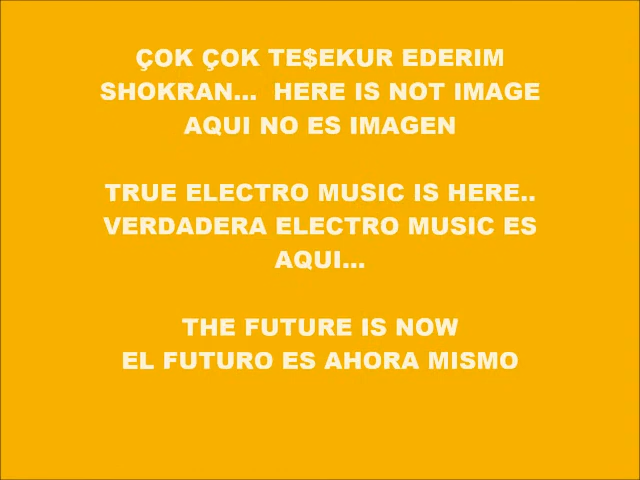 ÇOK ÇOK TE$EKUR EDERIM
SHOKRAN... HERE IS NOT IMAGE
AQUI NO ES IMAGEN
TRUE ELECTRO MUSIC IS HERE..
VERDADERA ELECTRO MUSIC ES
AQUI...
THE FUTURE IS NOW
EL FUTURO ES AHORA MISMO